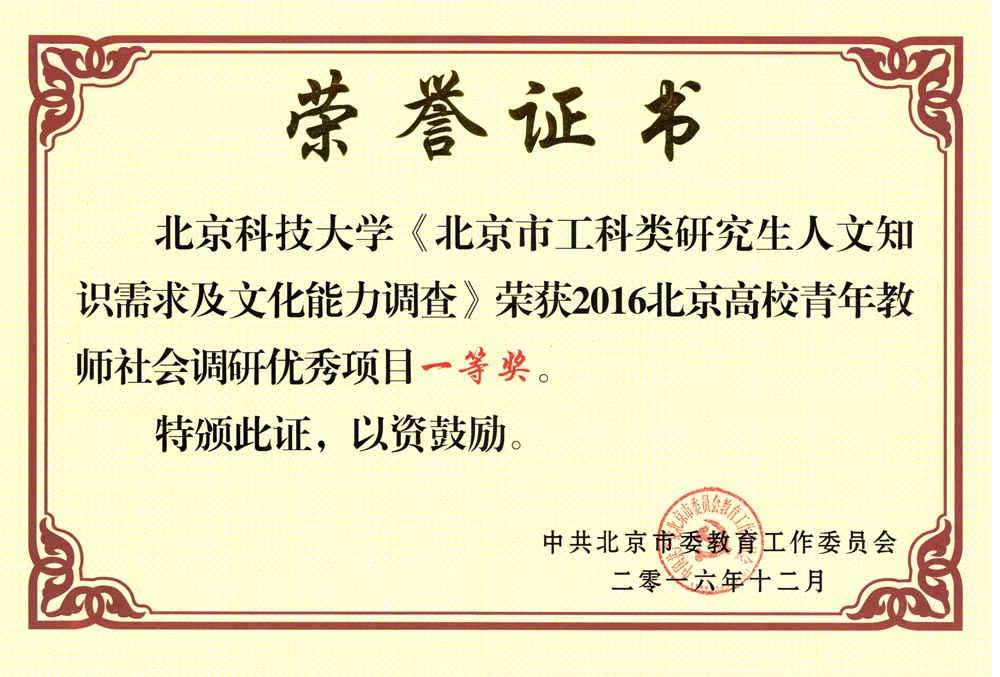 荣誉证书
北京科技大学《北京市工科类研究生人文知
识需求及文化能力调查》荣获2016北京高校青年教
师社会调研优秀项目一等奖。
特颁此证，以资鼓励。
中共北京市委教育工作委员会
二零一六年十二月